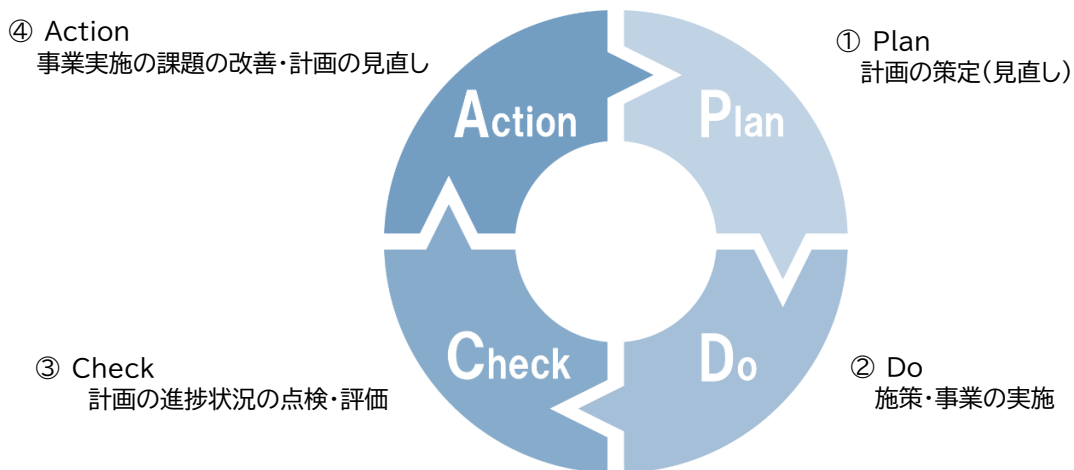 ④ Action
事業実施の課題の改善・計画の見直し
① Plan
計画の策定(見直し)
Action
Plan
Check
Do
③ Check
計画の進捗状況の点検・評価
② Do
施策・事業の実施